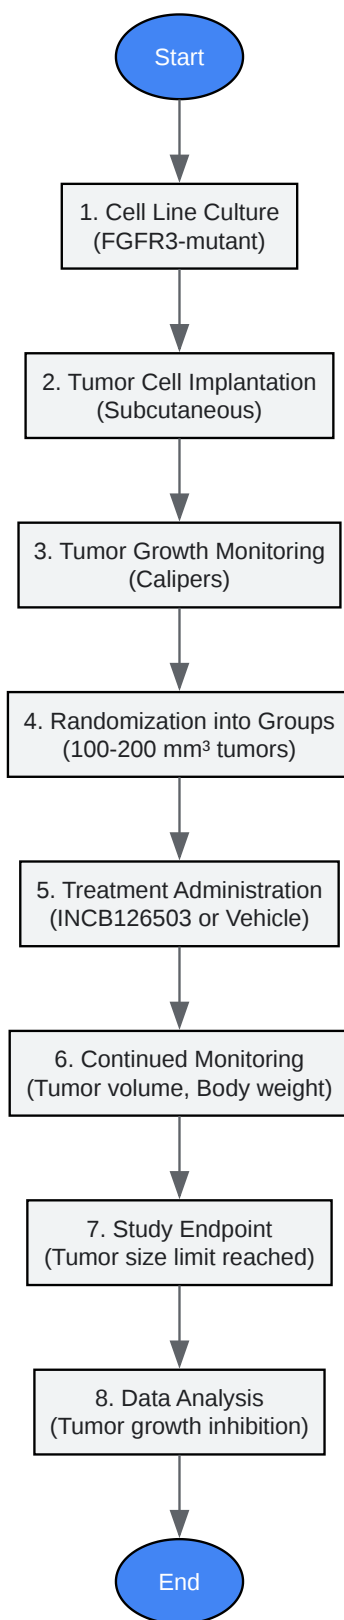 Start
1. Cell Line Culture
(FGFR3-mutant)
2. Tumor Cell Implantation
(Subcutaneous)
3. Tumor Growth Monitoring
(Calipers)
4. Randomization into Groups
(100-200 mm³ tumors)
5. Treatment Administration
(INCB126503 or Vehicle)
6. Continued Monitoring
(Tumor volume, Body weight)
7. Study Endpoint
(Tumor size limit reached)
8. Data Analysis
(Tumor growth inhibition)
End